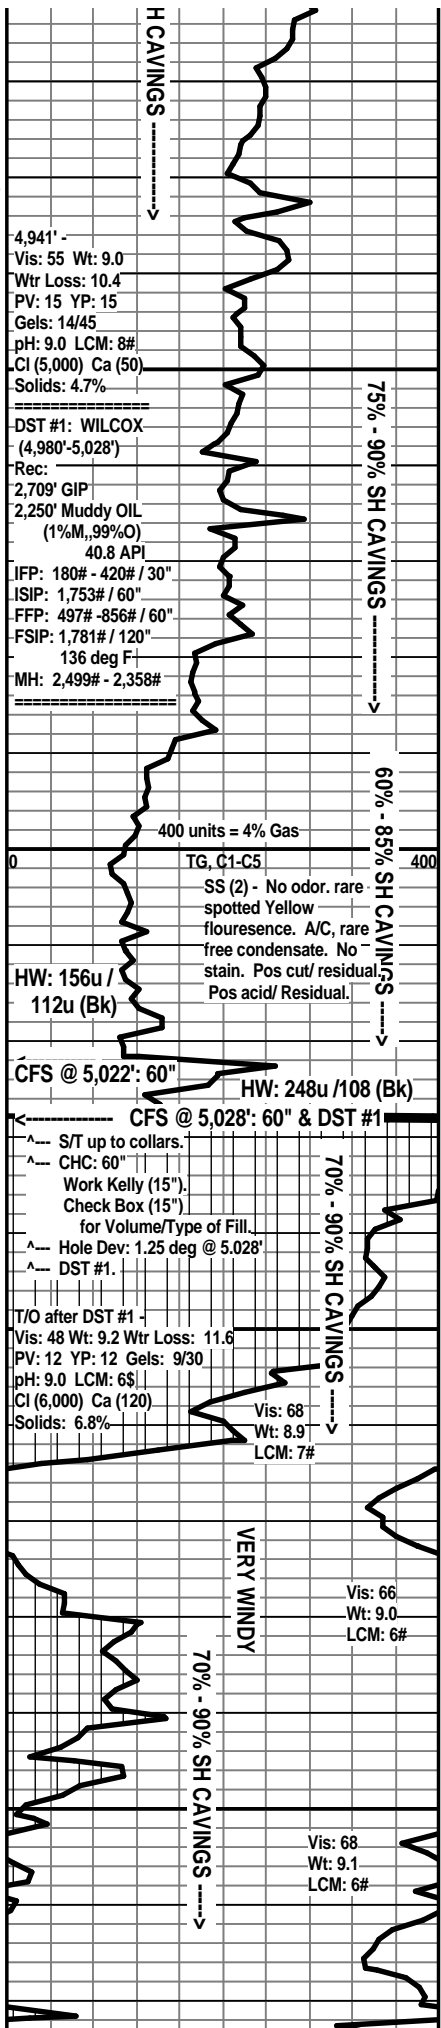 H CAVINGS ------------>
4,941' -
Vis: 55 Wt: 9.0
Wtr Loss: 10.4
PV: 15 YP: 15
Gels: 14/45
pH: 9.0 LCM: 8#
Cl (5,000) Ca (50)
Solids: 4.7%
===============
DST #1: WILCOX
(4,980'-5,028')
Rec:
2,709' GIP
2,250' Muddy OIL
(1%M,,99%O)
40.8 API
IFP: 180# - 420# / 30"
ISIP: 1,753# / 60"
FFP: 497# -856# / 60"
FSIP: 1,781# / 120"
136 deg F
MH: 2,499# - 2,358#
==================
75% - 90% SH CAVINGS ------------->
60% - 85% SH CAVINGS ----->
400 units = 4% Gas
0 TG, C1-C5 400
SS (2) - No odor. rare
spotted Yellow
flouresence. A/C, rare
free condensate. No
stain. Pos cut/ residual.
Pos acid/ Residual.
HW: 156u /
112u (Bk)
<--------------
CFS @ 5,022': 60"
HW: 248u /108 (Bk)
<-------------- CFS @ 5,028': 60" & DST #1
^--- S/T up to collars.
^--- CHC: 60"
Work Kelly (15").
Check Box (15")
for Volume/Type of Fill.
^--- Hole Dev: 1.25 deg @ 5.028'
^--- DST #1.
70% - 90% SH CAVINGS ---->
T/O after DST #1 -
Vis: 48 Wt: 9.2 Wtr Loss: 11.6
PV: 12 YP: 12 Gels: 9/30
pH: 9.0 LCM: 6$
Cl (6,000) Ca (120)
Solids: 6.8%
Vis: 68
Wt: 8.9
LCM: 7#
VERY WINDY
Vis: 66
Wt: 9.0
LCM: 6#
70% - 90% SH CAVINGS ---->
Vis: 68
Wt: 9.1
LCM: 6#